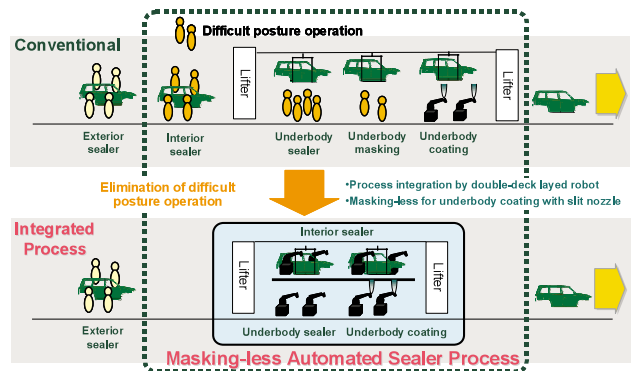 Difficult posture operation
Conventional
Lifter
Lifter
Exterior
sealer
Interior
sealer
Underbody
sealer
Underbody
masking
Underbody
coating
Elimination of difficult
posture operation
•Process integration by double-deck layed robot
•Masking-less for underbody coating with slit nozzle
Integrated
Process
Interior sealer
Lifter
Lifter
Exterior
sealer
Underbody sealer
Underbody coating
Masking-less Automated Sealer Process